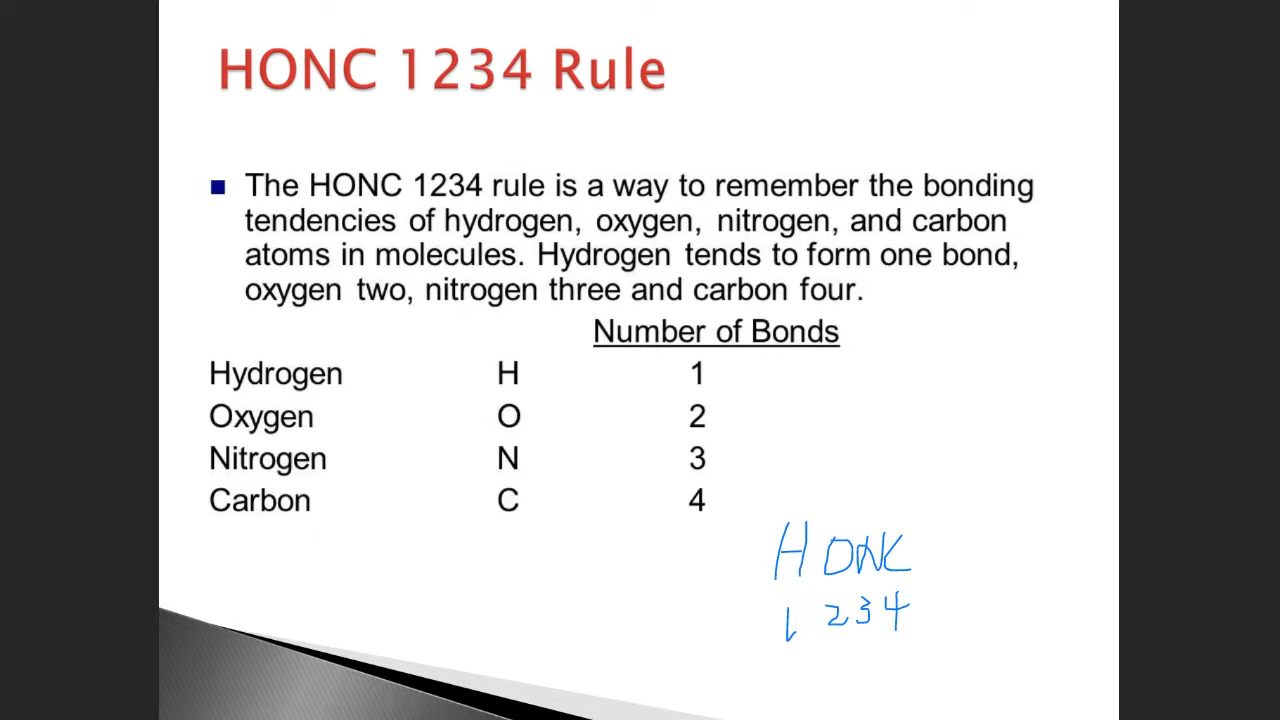 HONC 1234 Rule
The HONC 1234 rule is a way to remember the bonding
tendencies of hydrogen, oxygen, nitrogen, and carbon
atoms in molecules. Hydrogen tends to form one bond,
oxygen two, nitrogen three and carbon four.
Number of Bonds
Hydrogen H 1
Oxygen O 2
Nitrogen N 3
Carbon C 4
HONC
1 234